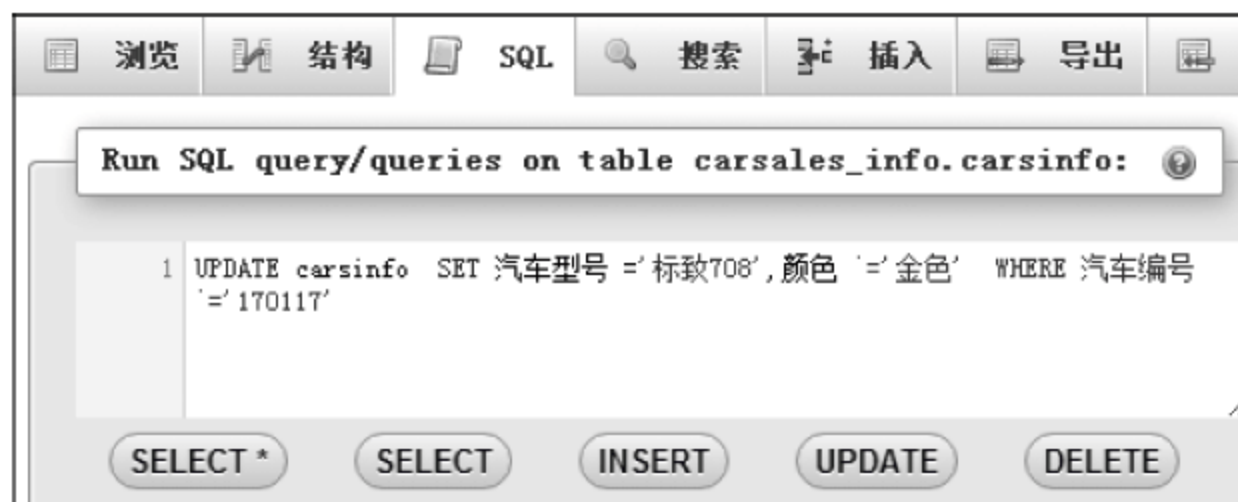 浏览 结构 SQL 搜索 插入 导出
Run SQL query/queries on table carsales_info.carsinfo:
1 UPDATE carsinfo SET 汽车型号 ='标致708',颜色 `='金色' WHERE 汽车编号
`='170117'
SELECT * SELECT INSERT UPDATE DELETE